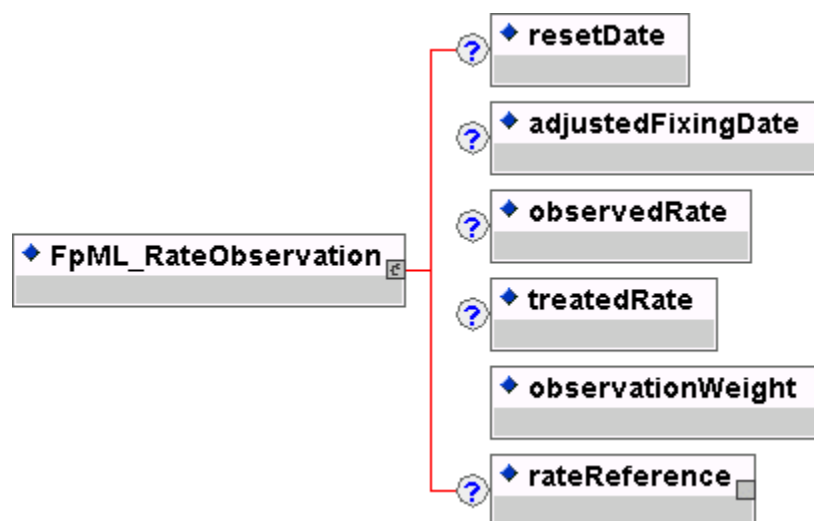 resetDate
?
adjustedFixingDate
?
observedRate
?
FpML_RateObservation
treatedRate
?
observationWeight
rateReference
?